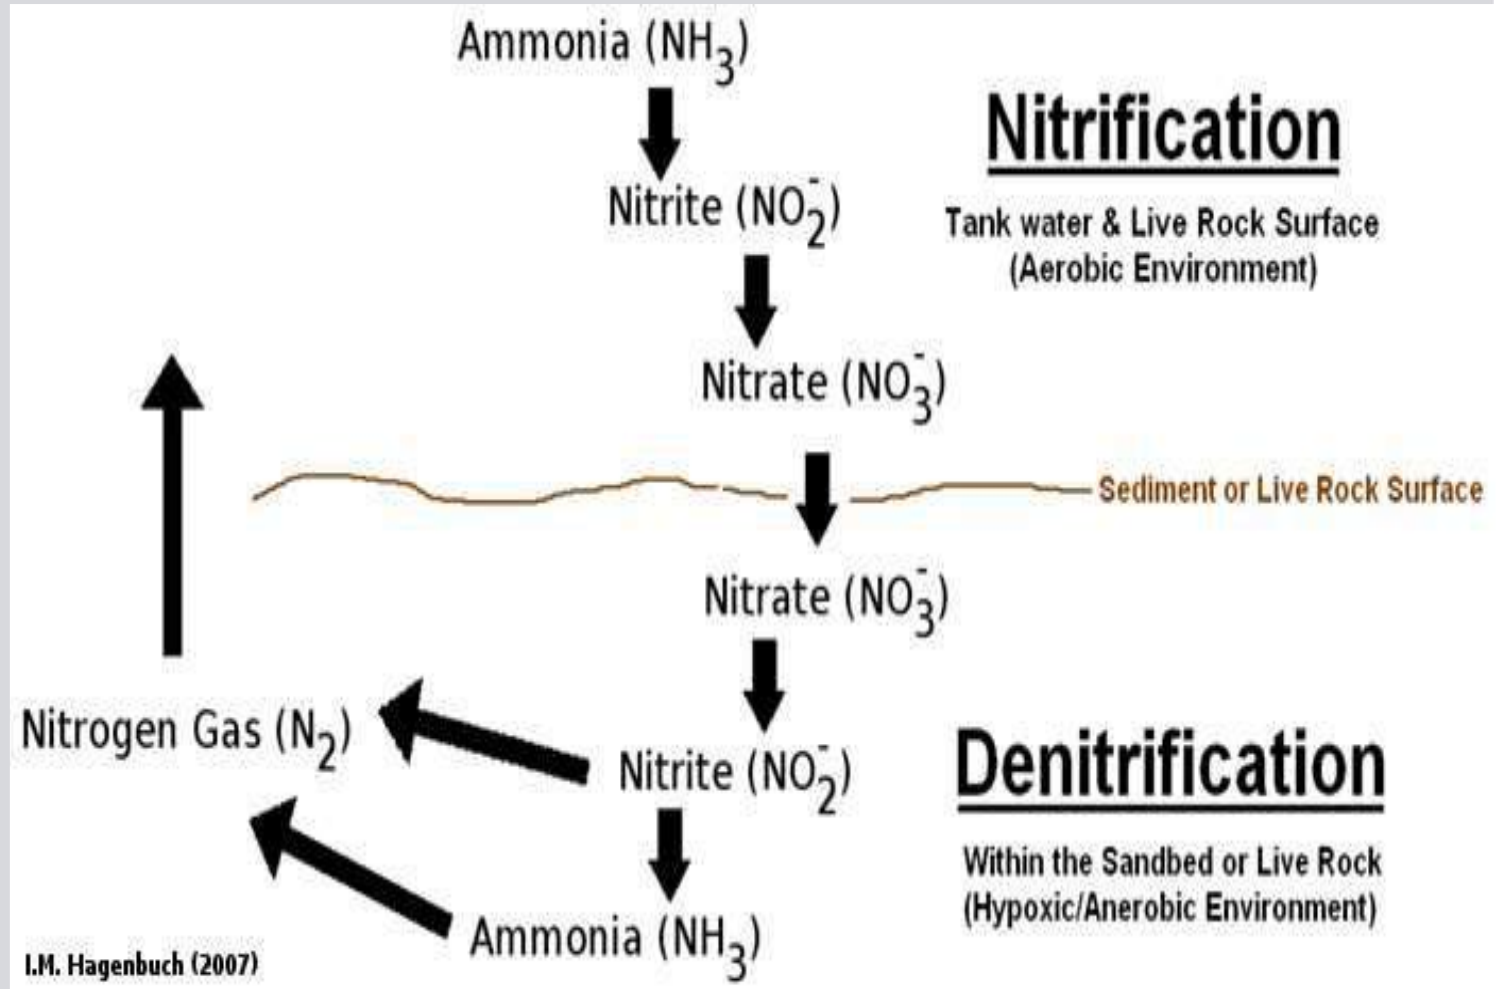 Ammonia (NH3)
Nitrification
Nitrite (NO2-)
Tank water & Live Rock Surface
(Aerobic Environment)
Nitrate (NO3-)
Sediment or Live Rock Surface
Nitrate (NO3-)
Nitrogen Gas (N2)
Nitrite (NO2-)
Denitrification
Within the Sandbed or Live Rock
(Hypoxic/Anerobic Environment)
Ammonia (NH3)
I.M. Hagenbuch (2007)